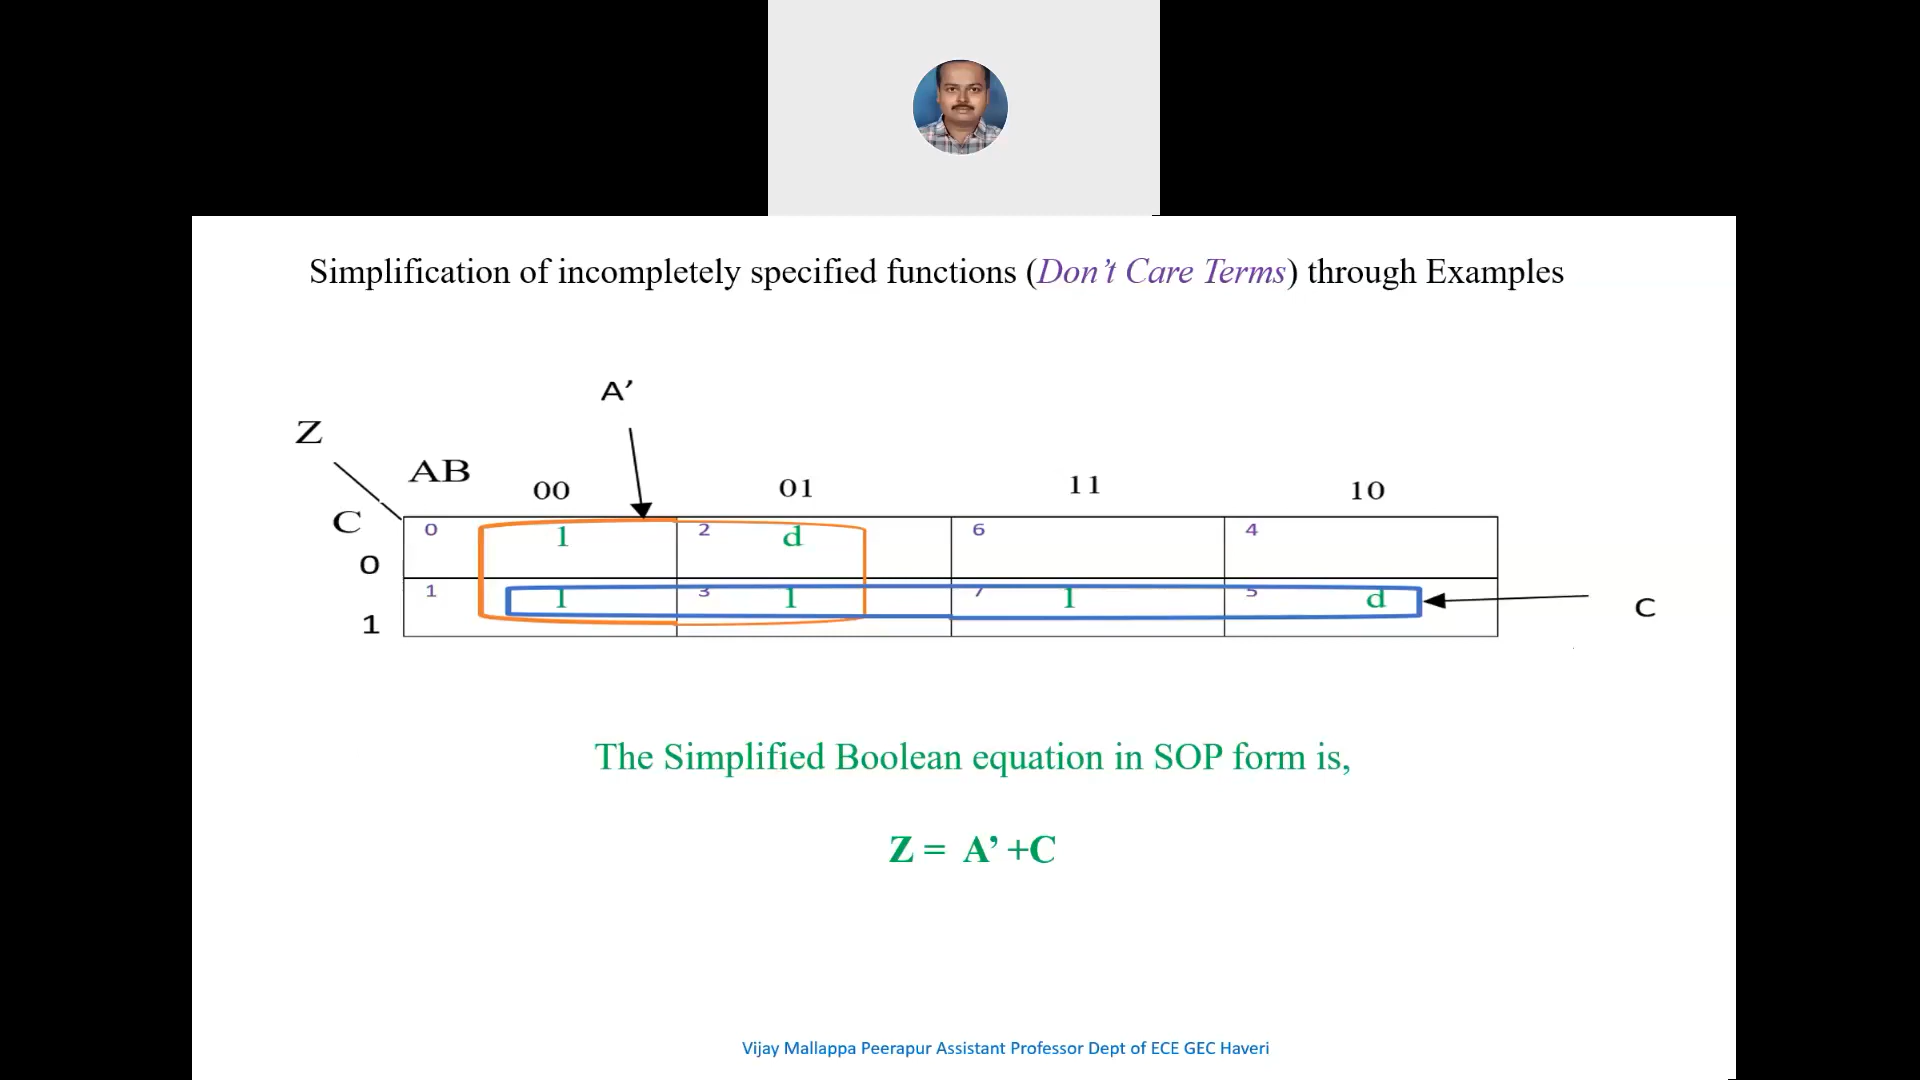 Simplification of incompletely specified functions (Don’t Care Terms) through Examples
A’
Z
AB
00 01 11 10
C
0 1 2 d 6 4
0
1 1 3 1 7 1 5 d
1
C
The Simplified Boolean equation in SOP form is,
Z = A’ +C
Vijay Mallappa Peerapur Assistant Professor Dept of ECE GEC Haveri